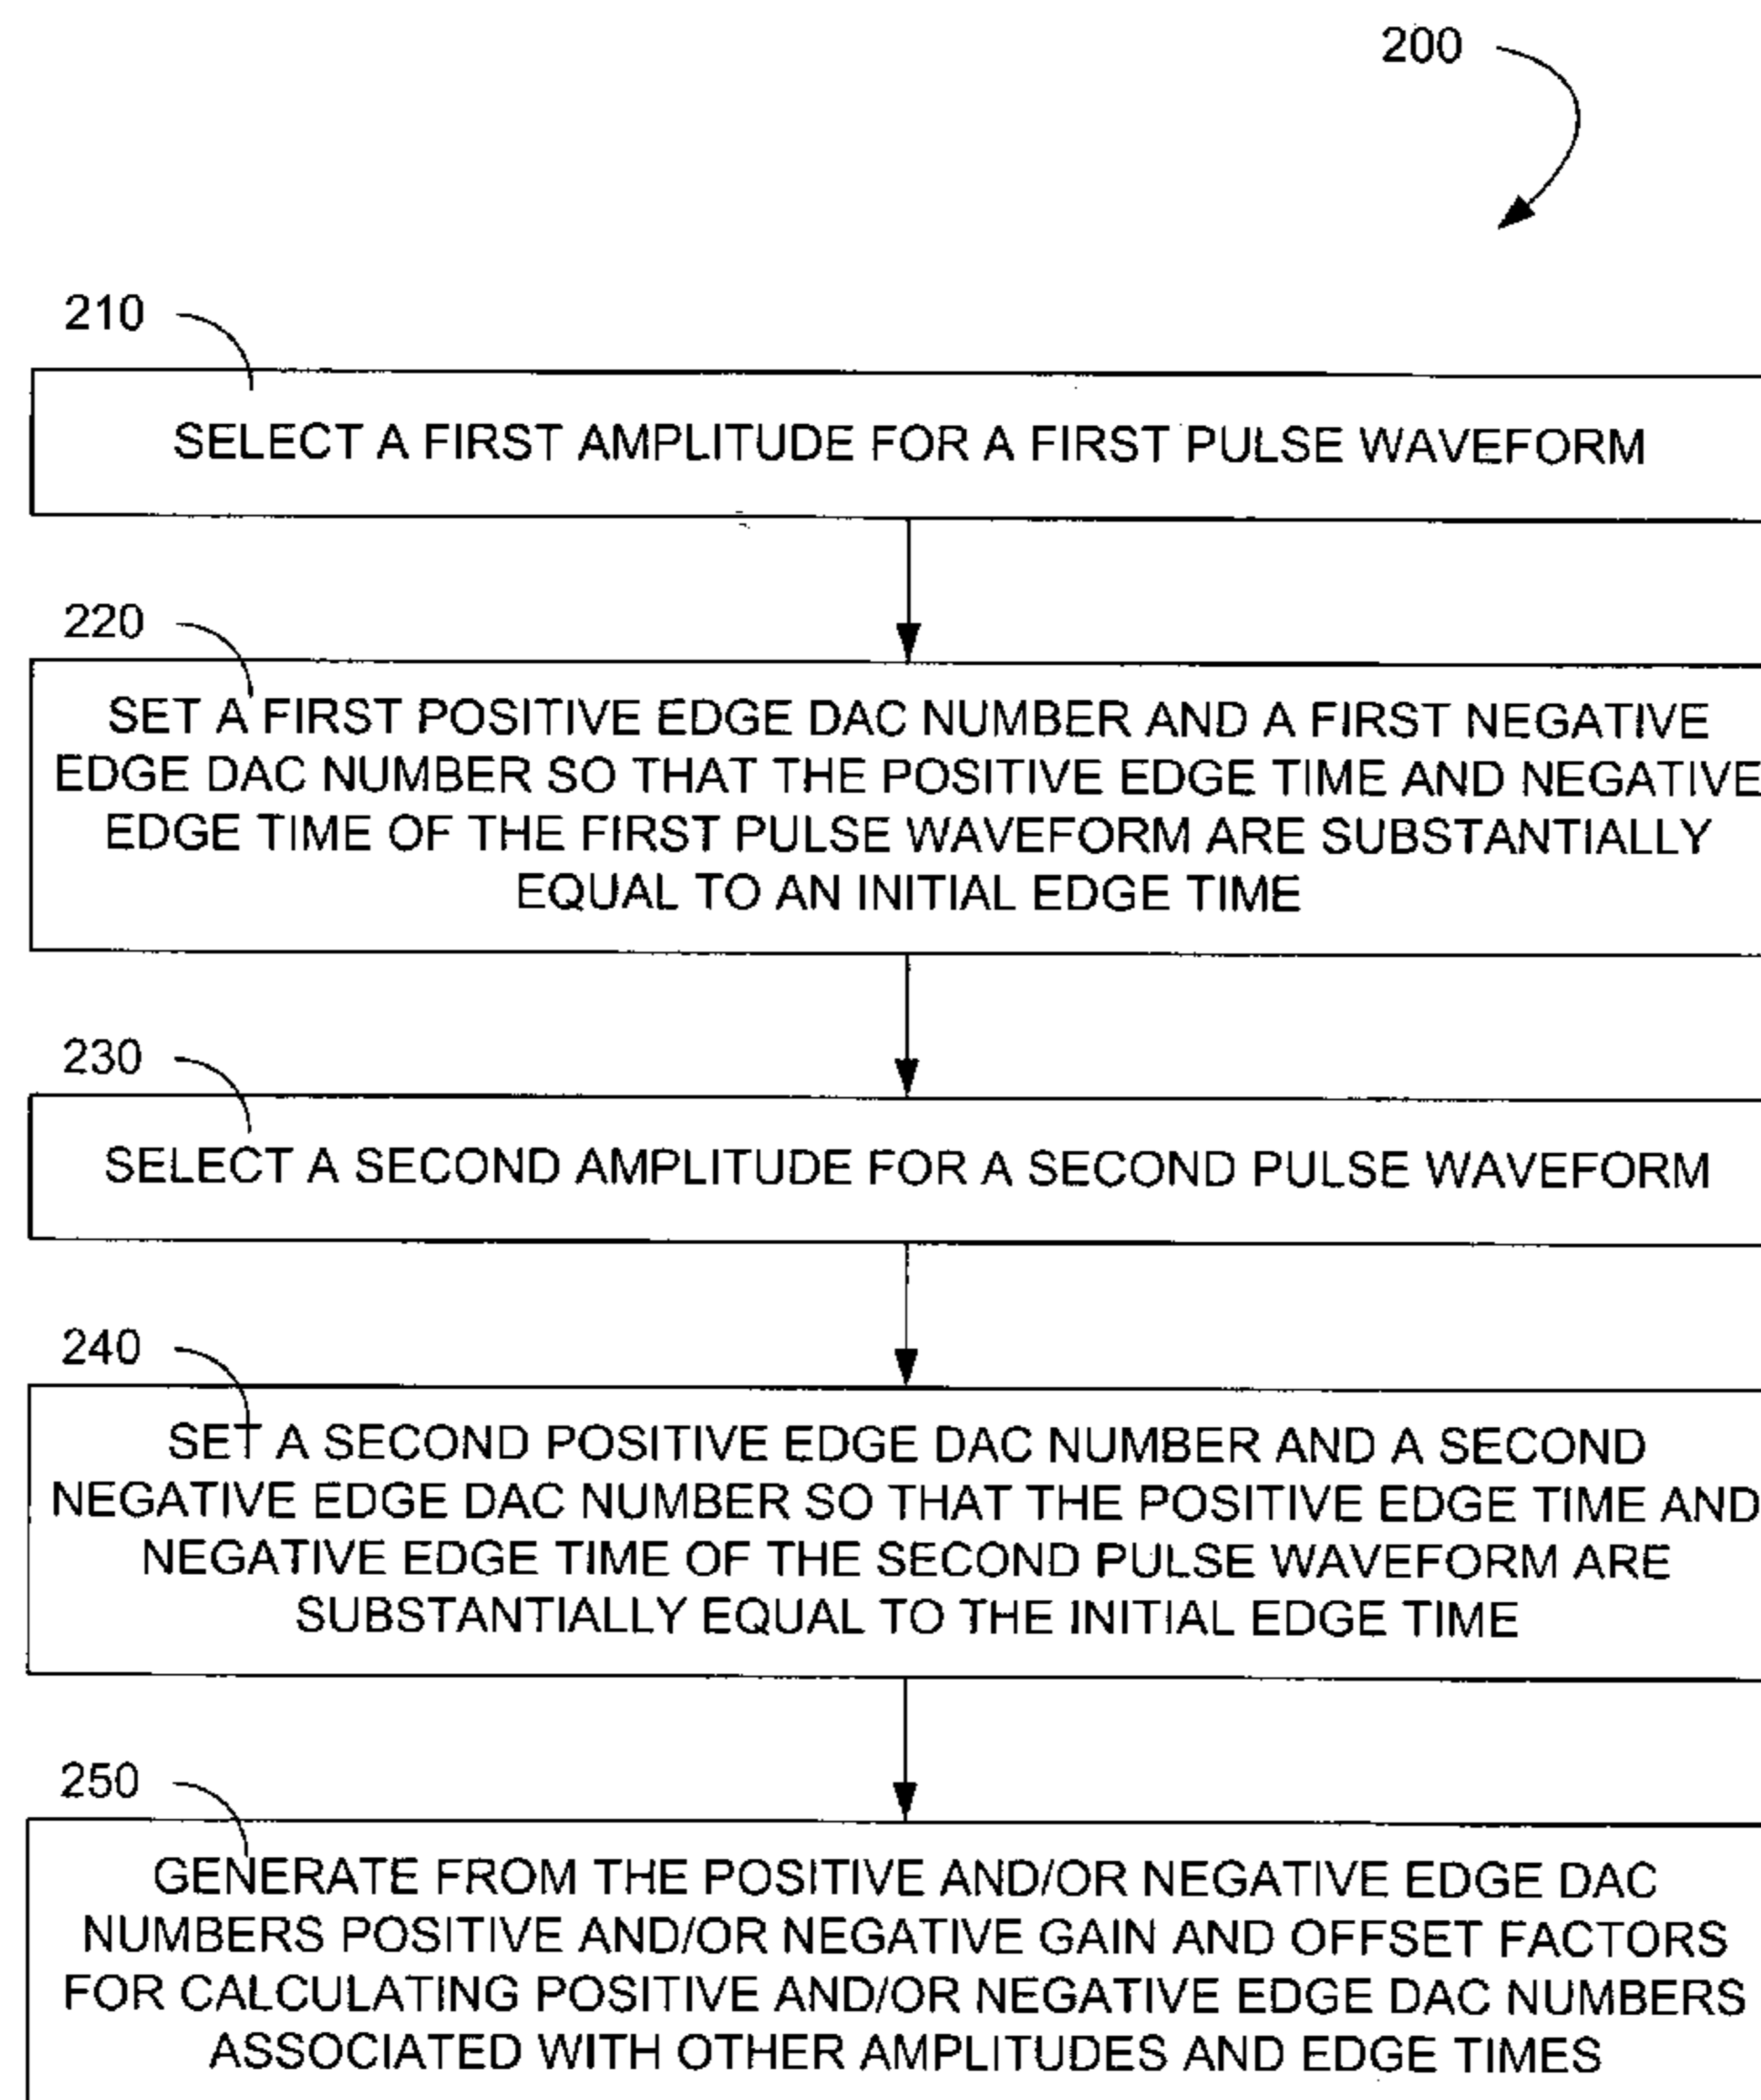 200
210
SELECT A FIRST AMPLITUDE FOR A FIRST PULSE WAVEFORM
220
SET A FIRST POSITIVE EDGE DAC NUMBER AND A FIRST NEGATIVE
EDGE DAC NUMBER SO THAT THE POSITIVE EDGE TIME AND NEGATIVE
EDGE TIME OF THE FIRST PULSE WAVEFORM ARE SUBSTANTIALLY
EQUAL TO AN INITIAL EDGE TIME
230
SELECT A SECOND AMPLITUDE FOR A SECOND PULSE WAVEFORM
240
SET A SECOND POSITIVE EDGE DAC NUMBER AND A SECOND
NEGATIVE EDGE DAC NUMBER SO THAT THE POSITIVE EDGE TIME AND
NEGATIVE EDGE TIME OF THE SECOND PULSE WAVEFORM ARE
SUBSTANTIALLY EQUAL TO THE INITIAL EDGE TIME
250
GENERATE FROM THE POSITIVE AND/OR NEGATIVE EDGE DAC
NUMBERS POSITIVE AND/OR NEGATIVE GAIN AND OFFSET FACTORS
FOR CALCULATING POSITIVE AND/OR NEGATIVE EDGE DAC NUMBERS
ASSOCIATED WITH OTHER AMPLITUDES AND EDGE TIMES